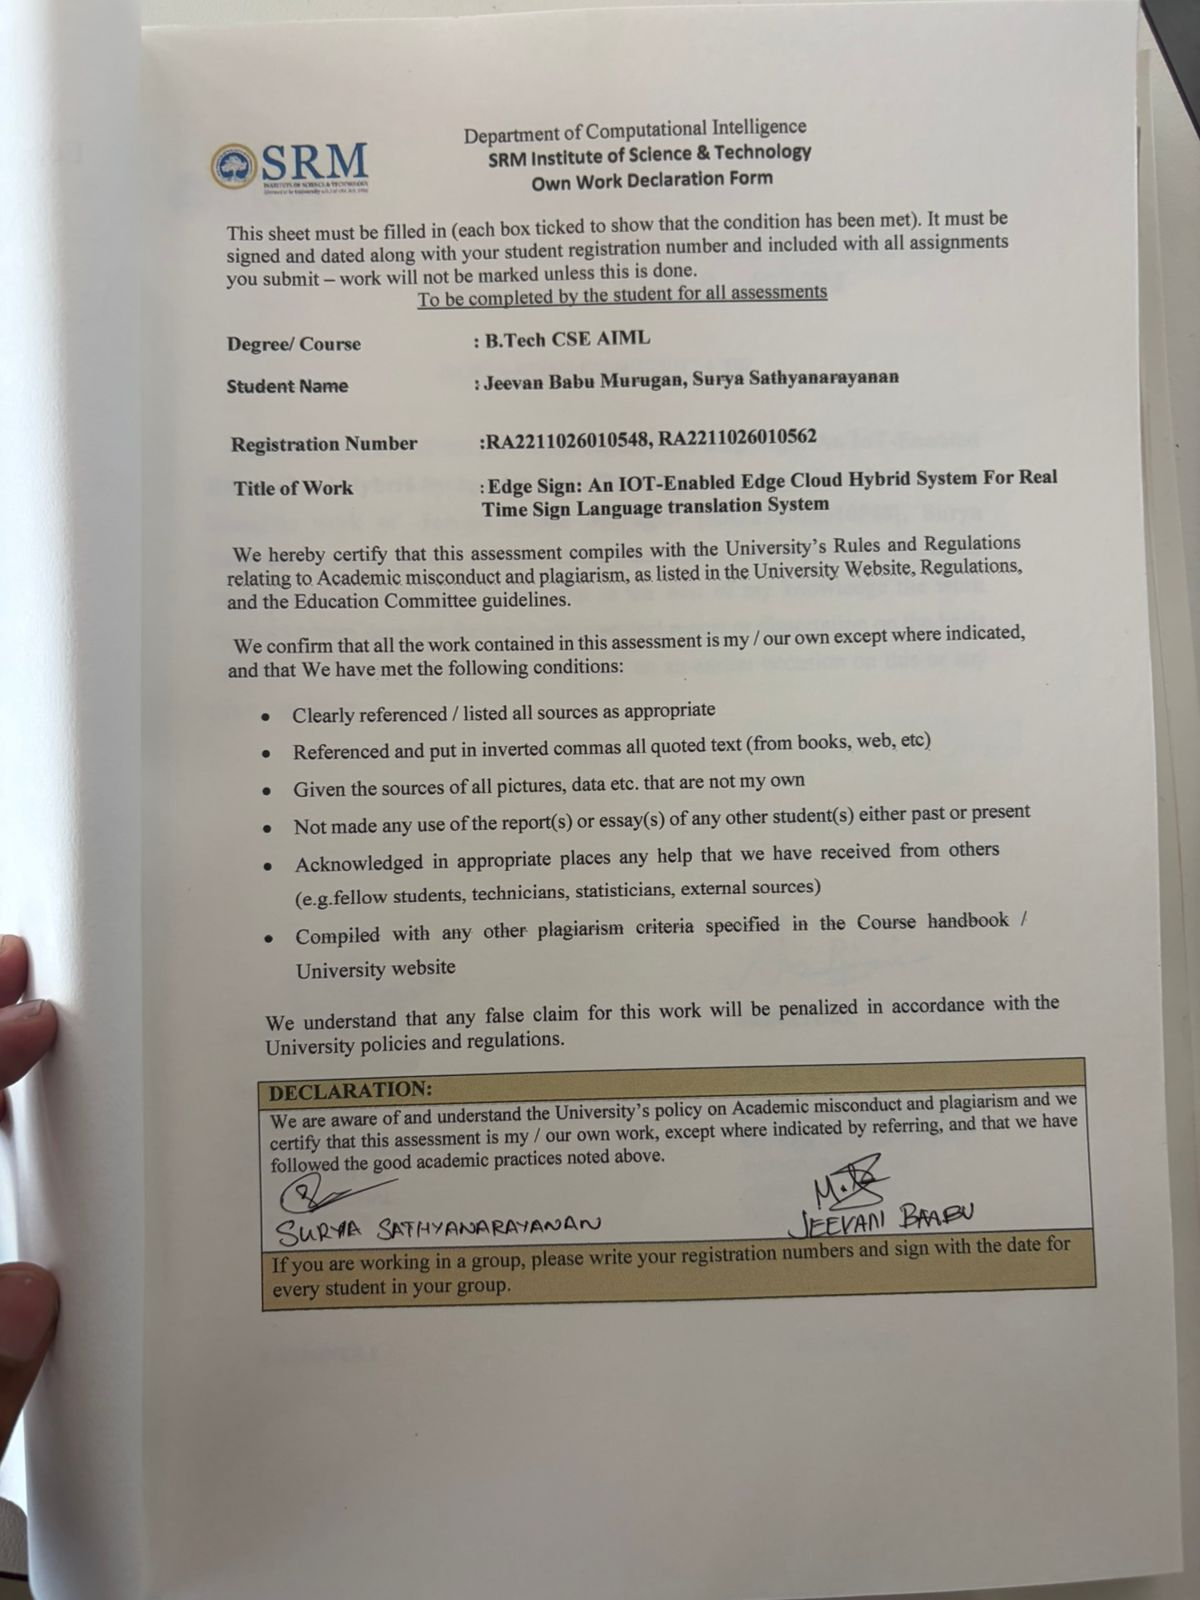 SRM
INSTITUTE OF SCIENCE & TECHNOLOGY
Department of Computational Intelligence
SRM Institute of Science & Technology
Own Work Declaration Form
This sheet must be filled in (each box ticked to show that the condition has been met). It must be
signed and dated along with your student registration number and included with all assignments
you submit – work will not be marked unless this is done.
To be completed by the student for all assessments
Degree/ Course : B.Tech CSE AIML
Student Name : Jeevan Babu Murugan, Surya Sathyanarayanan
Registration Number :RA2211026010548, RA2211026010562
Title of Work : Edge Sign: An IOT-Enabled Edge Cloud Hybrid System For Real
Time Sign Language translation System
We hereby certify that this assessment compiles with the University's Rules and Regulations
relating to Academic misconduct and plagiarism, as listed in the University Website, Regulations,
and the Education Committee guidelines.
We confirm that all the work contained in this assessment is my / our own except where indicated,
and that We have met the following conditions:
• Clearly referenced / listed all sources as appropriate
• Referenced and put in inverted commas all quoted text (from books, web, etc)
• Given the sources of all pictures, data etc. that are not my own
• Not made any use of the report(s) or essay(s) of any other student(s) either past or present
• Acknowledged in appropriate places any help that we have received from others
(e.g.fellow students, technicians, statisticians, external sources)
• Compiled with any other plagiarism criteria specified in the Course handbook /
University website
We understand that any false claim for this work will be penalized in accordance with the
University policies and regulations.
DECLARATION:
We are aware of and understand the University's policy on Academic misconduct and plagiarism and we
certify that this assessment is my / our own work, except where indicated by referring, and that we have
followed the good academic practices noted above.
SURYA SATHYANARAYANAN JEEVAN BAABU
If you are working in a group, please write your registration numbers and sign with the date for
every student in your group.